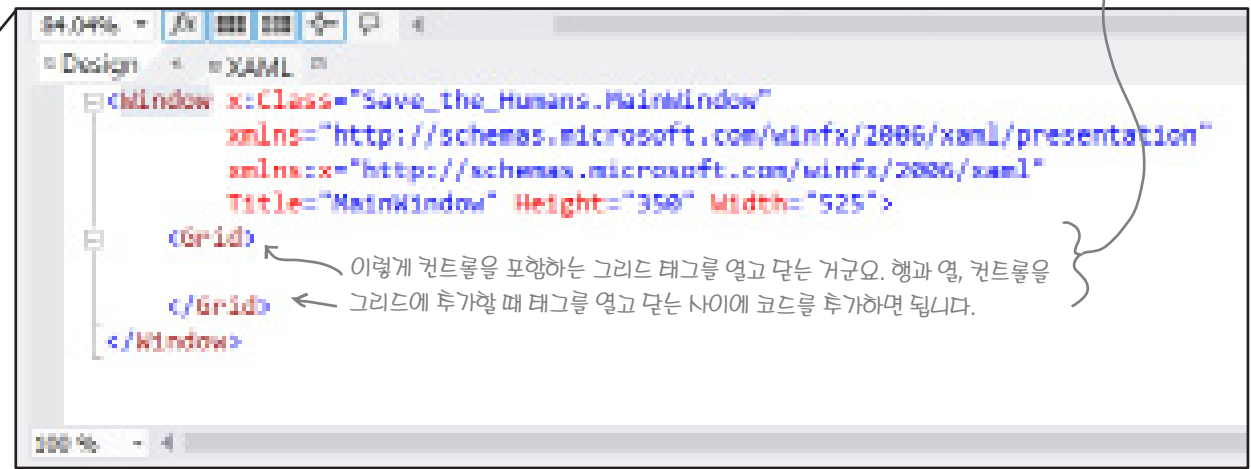 84.04%
Design XAML
<Window x:Class="Save_the_Humans.MainWindow"
xmlns="http://schemas.microsoft.com/winfx/2006/xaml/presentation"
xmlns:x="http://schemas.microsoft.com/winfx/2006/xaml"
Title="MainWindow" Height="350" Width="525">
<Grid>
이렇게 컨트롤을 포함하는 그리드 태그를 열고 닫는 거군요. 행과 열, 컨트롤을
그리드에 추가할 때 태그를 열고 닫는 사이에 코드를 추가하면 됩니다.
</Grid>
</Window>
100 %